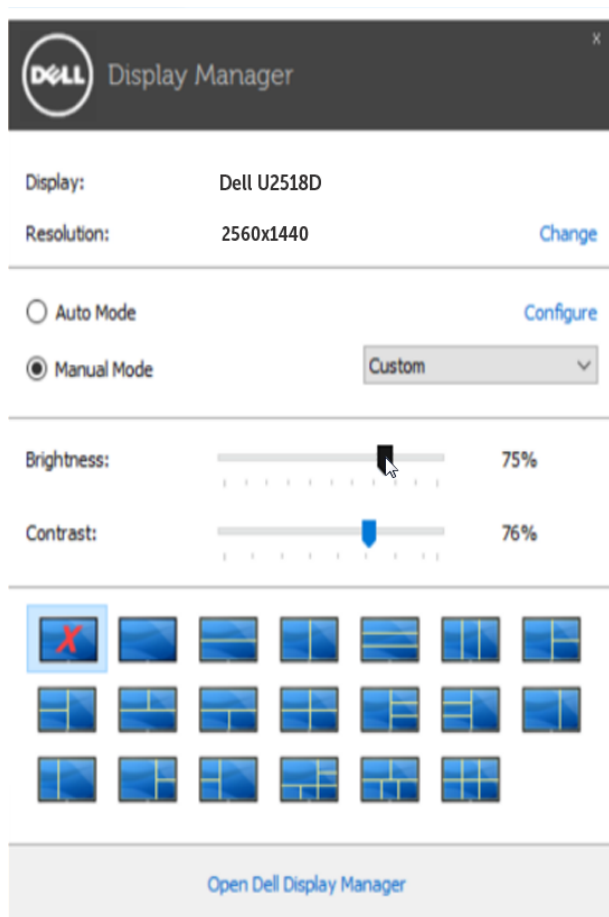 DELL Display Manager x
Display: Dell U2518D
Resolution: 2560x1440 Change
Auto Mode Configure
Manual Mode Custom
Brightness: 75%
Contrast: 76%
X
Open Dell Display Manager